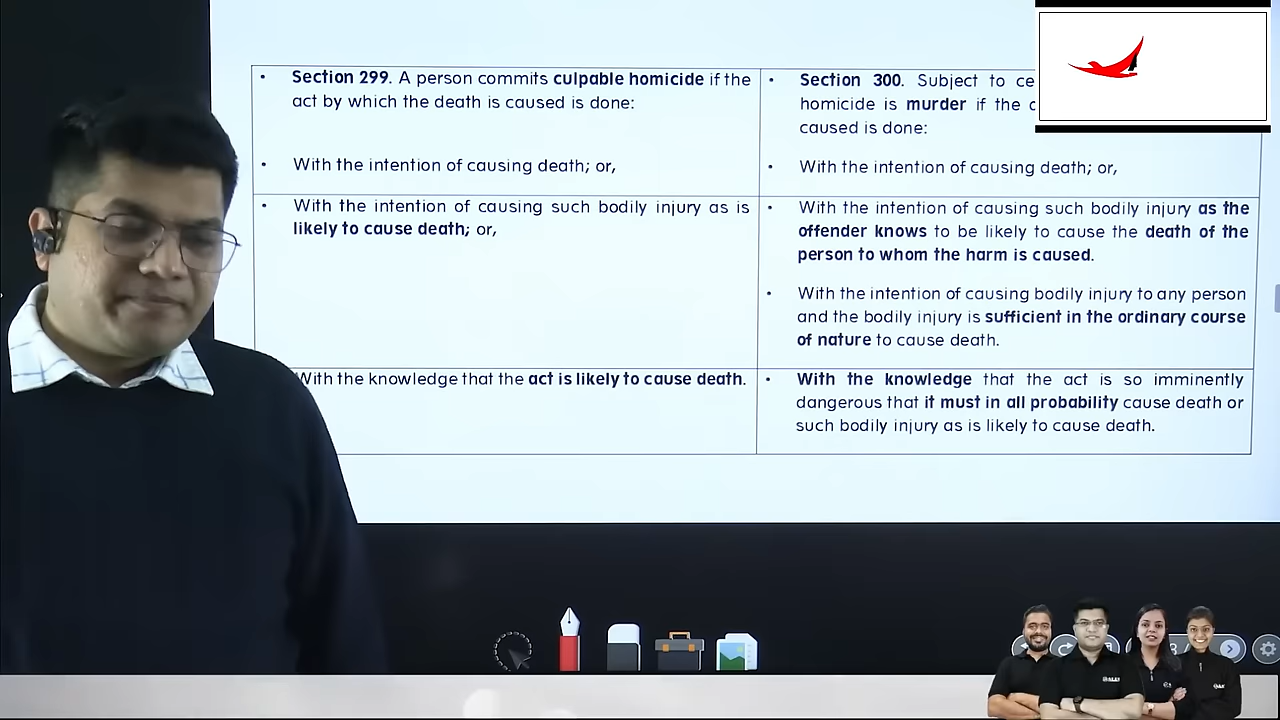 • Section 299. A person commits culpable homicide if the
act by which the death is caused is done:
• With the intention of causing death; or,
• With the intention of causing such bodily injury as is
likely to cause death; or,
With the knowledge that the act is likely to cause death.
• Section 300. Subject to
homicide is murder if the
caused is done:
• With the intention of causing death; or,
• With the intention of causing such bodily injury as the
offender knows to be likely to cause the death of the
person to whom the harm is caused.
• With the intention of causing bodily injury to any person
and the bodily injury is sufficient in the ordinary course
of nature to cause death.
• With the knowledge that the act is so imminently
dangerous that it must in all probability cause death or
such bodily injury as is likely to cause death.